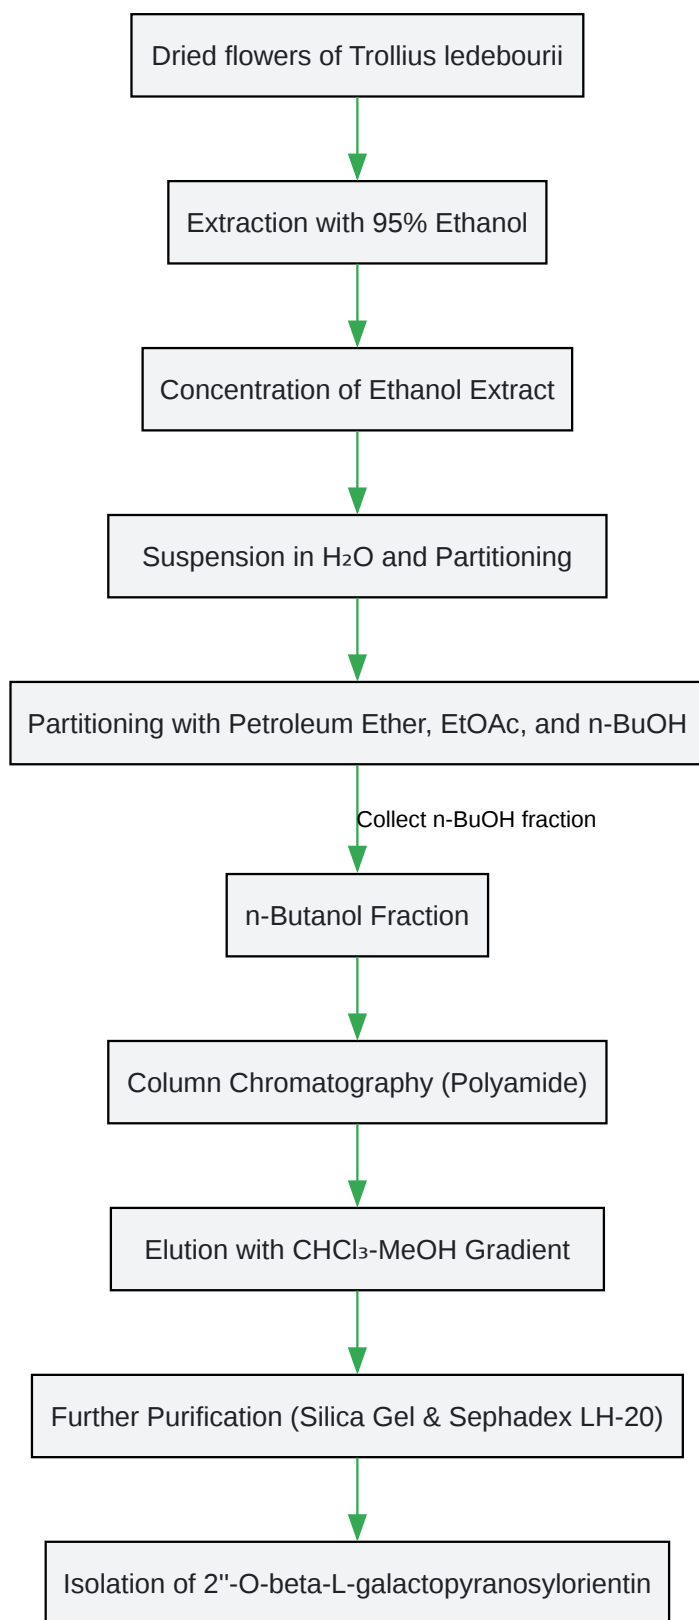 Dried flowers of Trollius ledebourii
Extraction with 95% Ethanol
Concentration of Ethanol Extract
Suspension in H₂O and Partitioning
Partitioning with Petroleum Ether, EtOAc, and n-BuOH
Collect n-BuOH fraction
n-Butanol Fraction
Column Chromatography (Polyamide)
Elution with CHCl₃-MeOH Gradient
Further Purification (Silica Gel & Sephadex LH-20)
Isolation of 2''-O-beta-L-galactopyranosylorientin